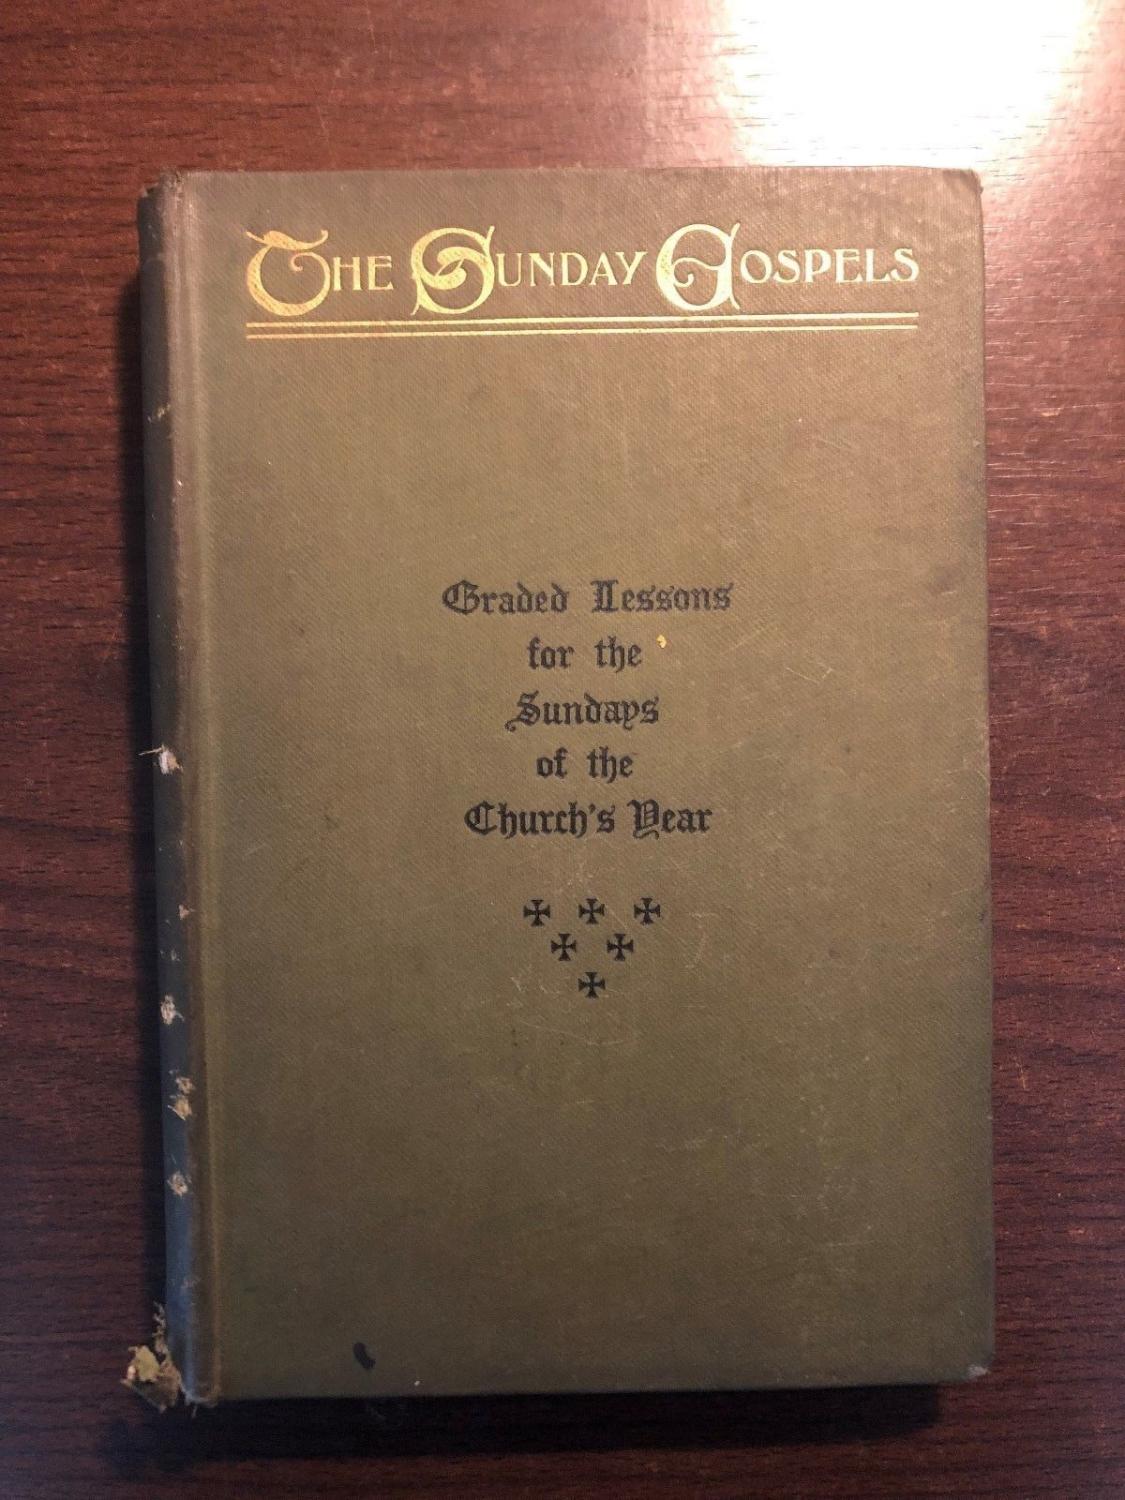 THE SUNDAY GOSPELS
Graded Lessons
for the
Sundays
of the
Church's Year